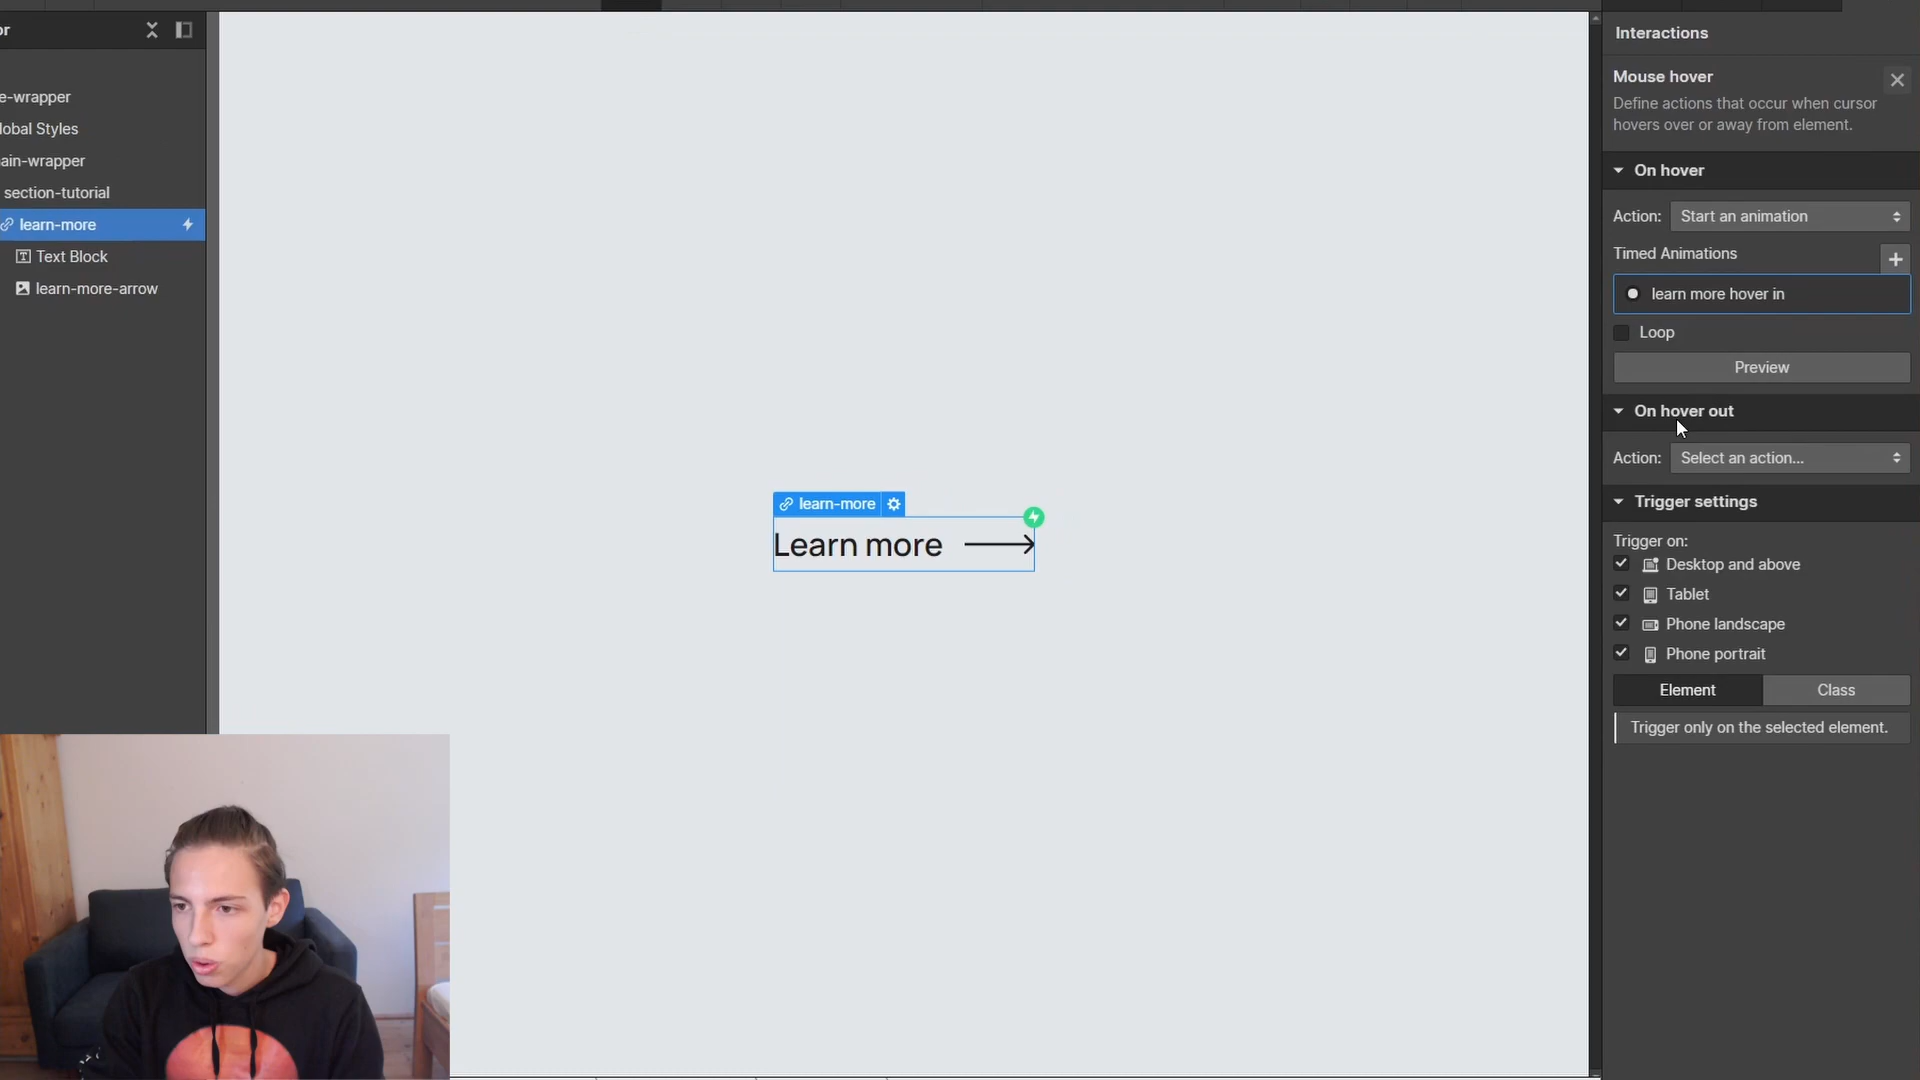 or
Interactions
Mouse hover
Define actions that occur when cursor
hovers over or away from element.
e-wrapper
lobal Styles
ain-wrapper
section-tutorial
learn-more
Text Block
learn-more-arrow
On hover
Action: Start an animation
Timed Animations
learn more hover in
Loop
Preview
On hover out
Action: Select an action...
Trigger settings
Trigger on:
Desktop and above
Tablet
Phone landscape
Phone portrait
Element Class
Trigger only on the selected element.
learn-more
Learn more